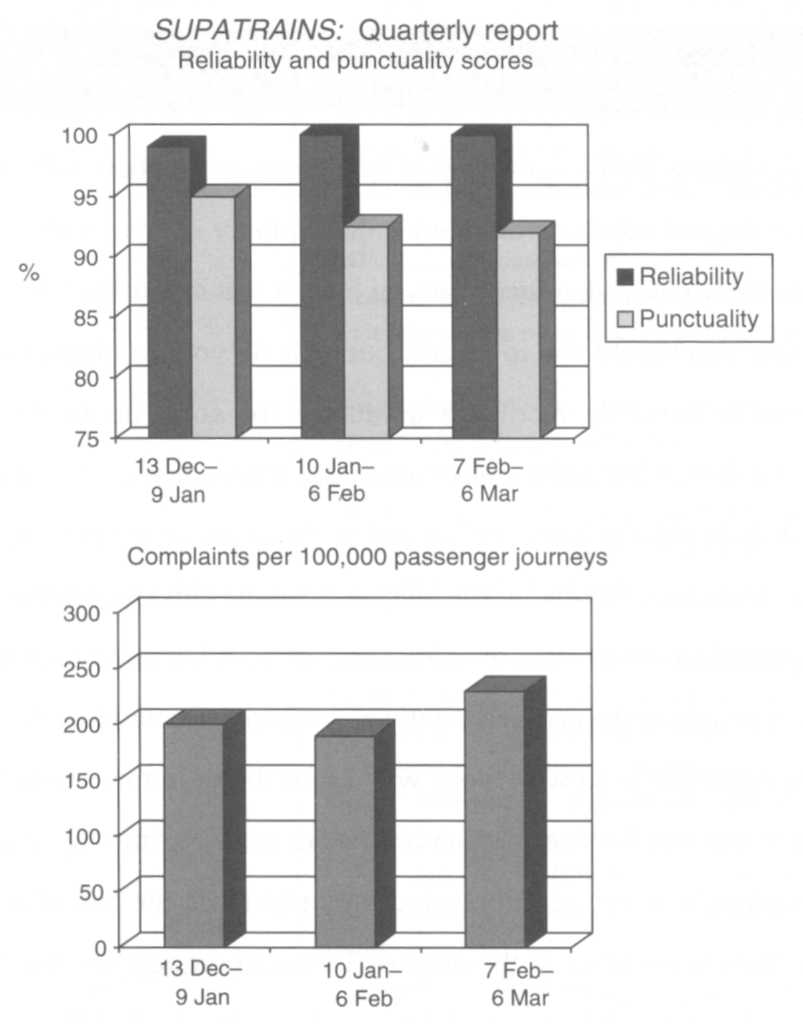 SUPATRAINS: Quarterly report
Reliability and punctuality scores
100
95
90
85
80
75
%
Reliability
Punctuality
13 Dec–
9 Jan
10 Jan–
6 Feb
7 Feb–
6 Mar
Complaints per 100,000 passenger journeys
300
250
200
150
100
50
0
13 Dec–
9 Jan
10 Jan–
6 Feb
7 Feb–
6 Mar